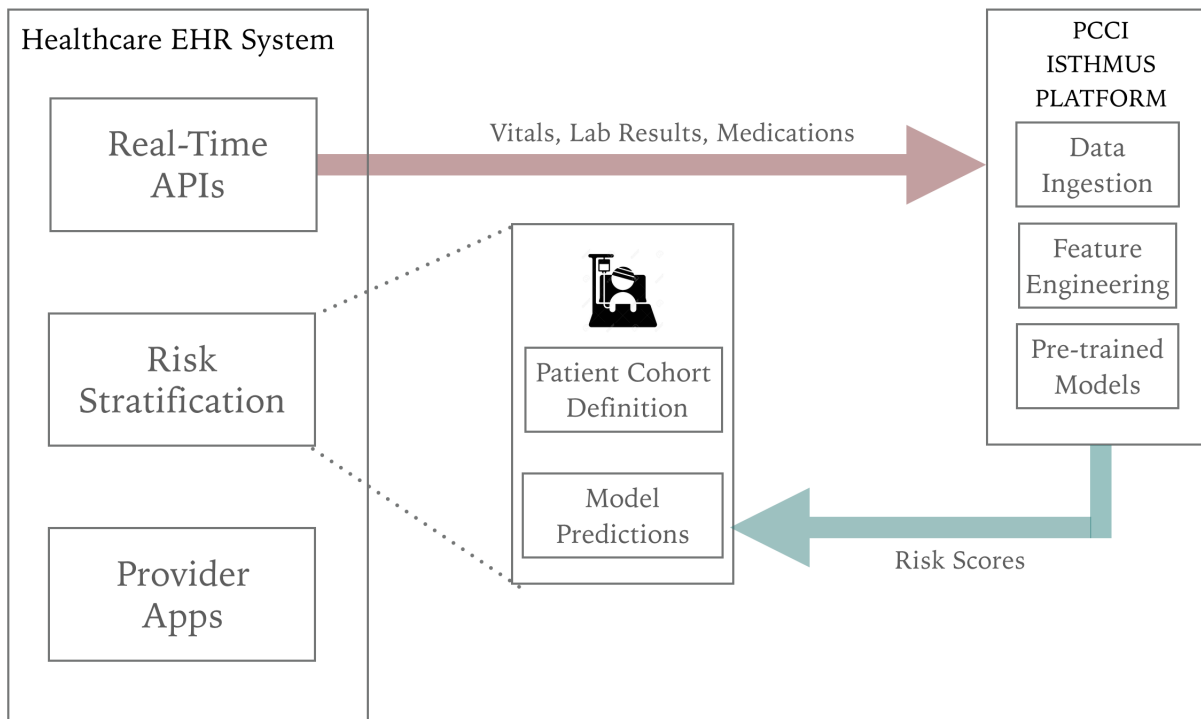 Healthcare EHR System
Real-Time
APIs
Risk
Stratification
Provider
Apps
Vitals, Lab Results, Medications
Patient Cohort
Definition
Model
Predictions
PCCI
ISTHMUS
PLATFORM
Data
Ingestion
Feature
Engineering
Pre-trained
Models
Risk Scores